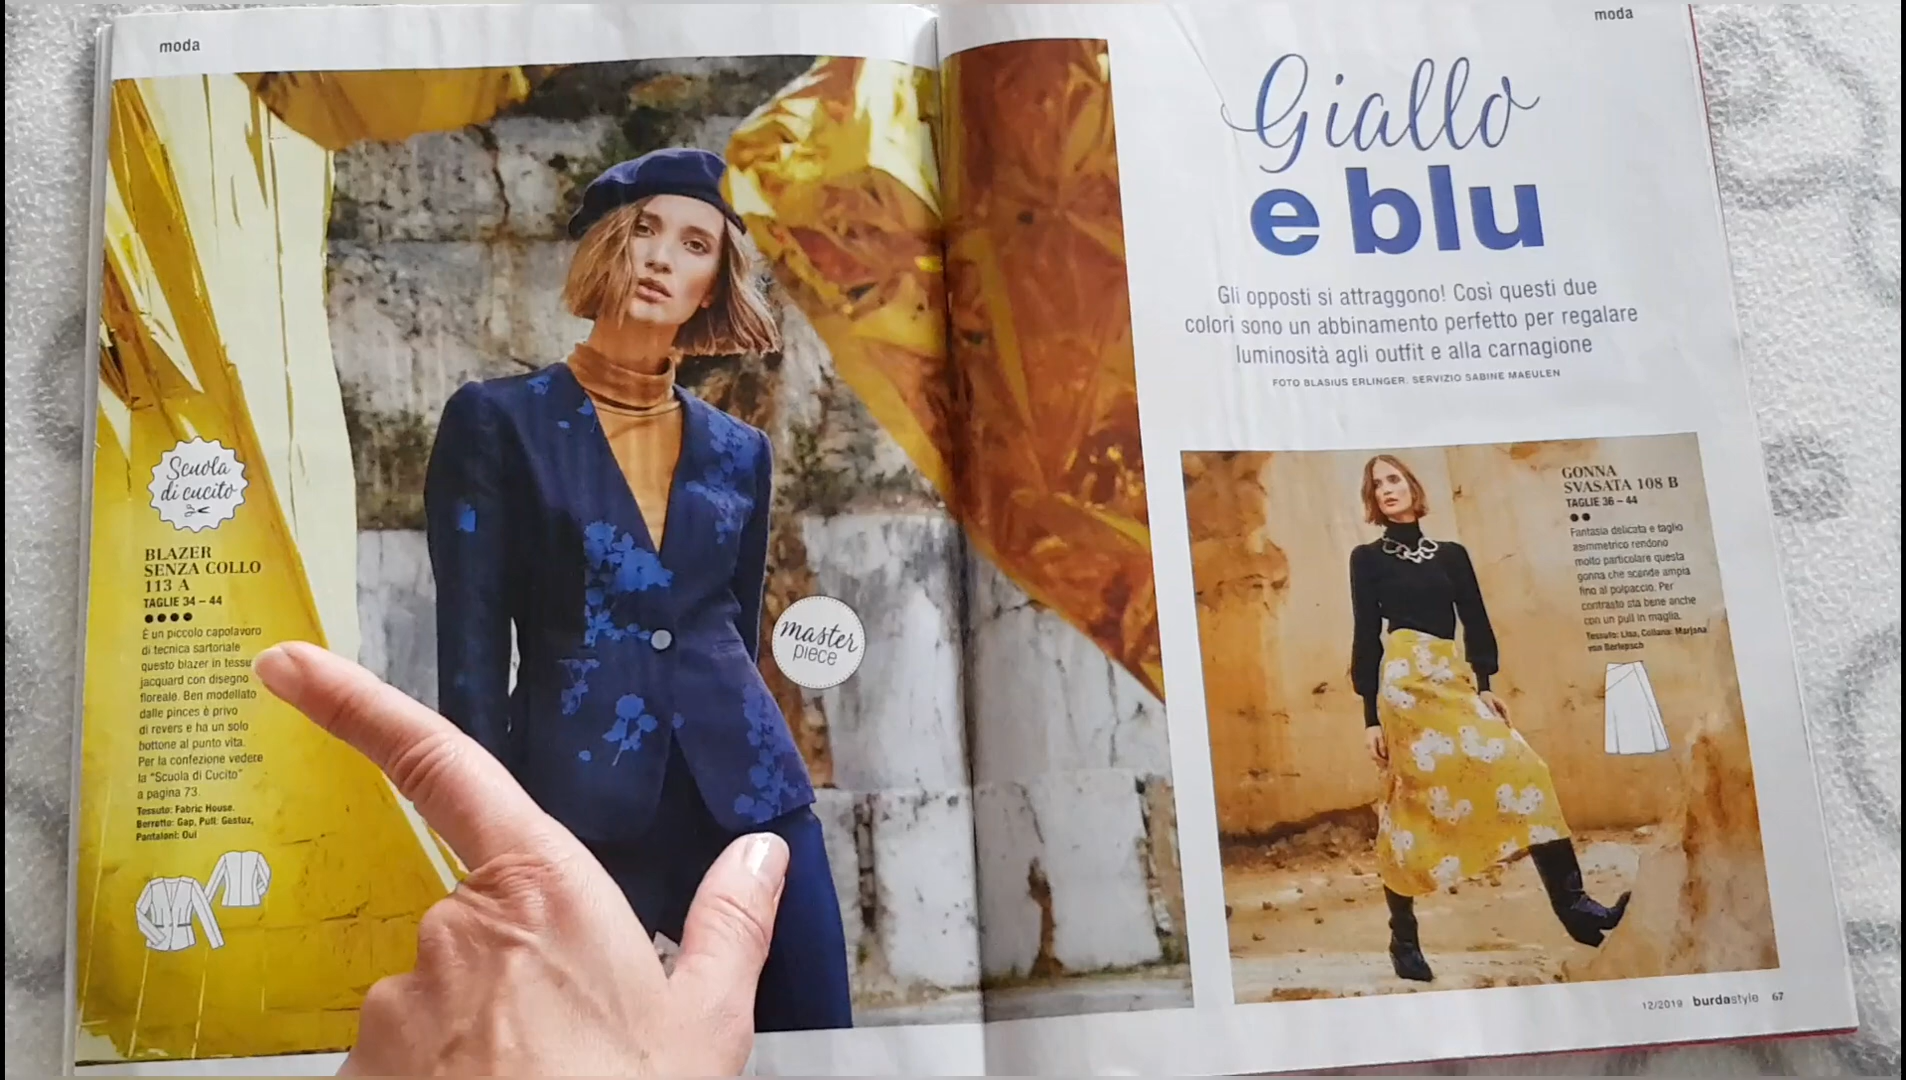 moda
Scuola
di cucito
BLAZER
SENZA COLLO
113 A
TAGLIE 34 – 44
È un piccolo capolavoro
di tecnica sartoriale
questo blazer in tessu
jacquard con disegno
floreale. Ben modellato
dalle pinces è privo
di revers e ha un solo
bottone al punto vita.
Per la confezione vedere
la “Scuola di Cucito”
a pagina 73.
Tessuto: Fabric House.
Berretto: Gap, Pull: Gestuz,
Pantaloni: Oui
master
piece
moda
Giallo
e blu
Gli opposti si attraggono! Così questi due
colori sono un abbinamento perfetto per regalare
luminosità agli outfit e alla carnagione
FOTO BLASIUS ERLINGER. SERVIZIO SABINE MAEULEN
GONNA
SVASATA 108 B
TAGLIE 36 – 44
Fantasia delicata e taglio
asimmetrico rendono
molto particolare questa
gonna che scende ampia
fino al polpaccio. Per
contrasto sta bene anche
con un pull in maglia.
Tessuto: Lisa, Collana: Marjana
von Berlepsch
12/2019 burdastyle 67